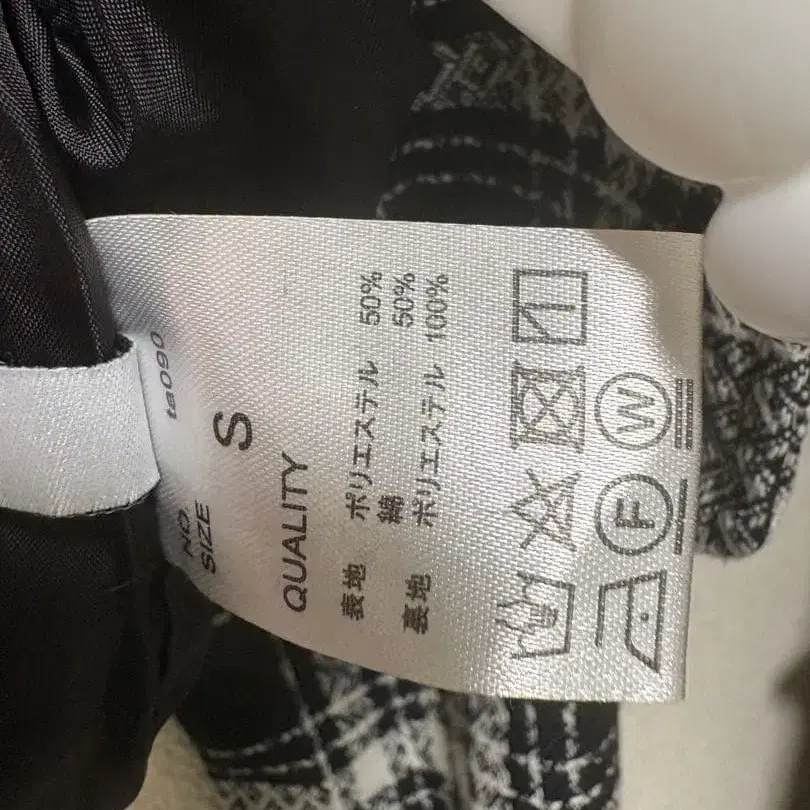 NO. ta090
SIZE S
QUALITY
表地 ポリエステル 50%
綿 50%
裏地 ポリエステル 100%
W
F